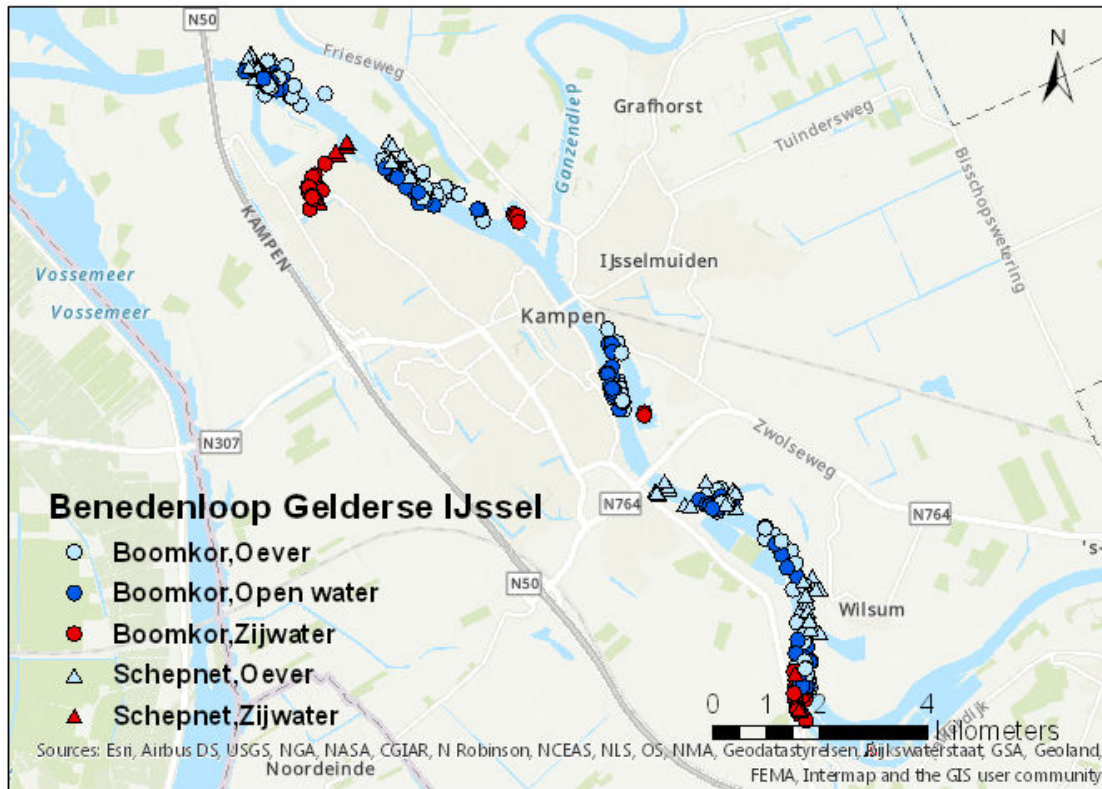 N50
N
Frieseweg
Ganzendiep
Grafhorst
Tuindersweg
Bisschopswetering
KAMPEN
Vossemeer
Vossemeer
IJsselmuiden
Kampen
N307
Zwolseweg
N764
N764
's-
Benedenloop Gelderse IJssel
Boomkor,Oever
Boomkor,Open water
N50
Wilsum
Boomkor,Zijwater
Schepnet,Oever
Schepnet,Zijwater
0 1 2 4
Kilometers
Sources: Esri, Airbus DS, USGS, NGA, NASA, CGIAR, N Robinson, NCEAS, NLS, OS, NMA, Geodatastyrelsen, Rijkswaterstaat, GSA, Geoland,
Noordeinde
FEMA, Intermap and the GIS user community